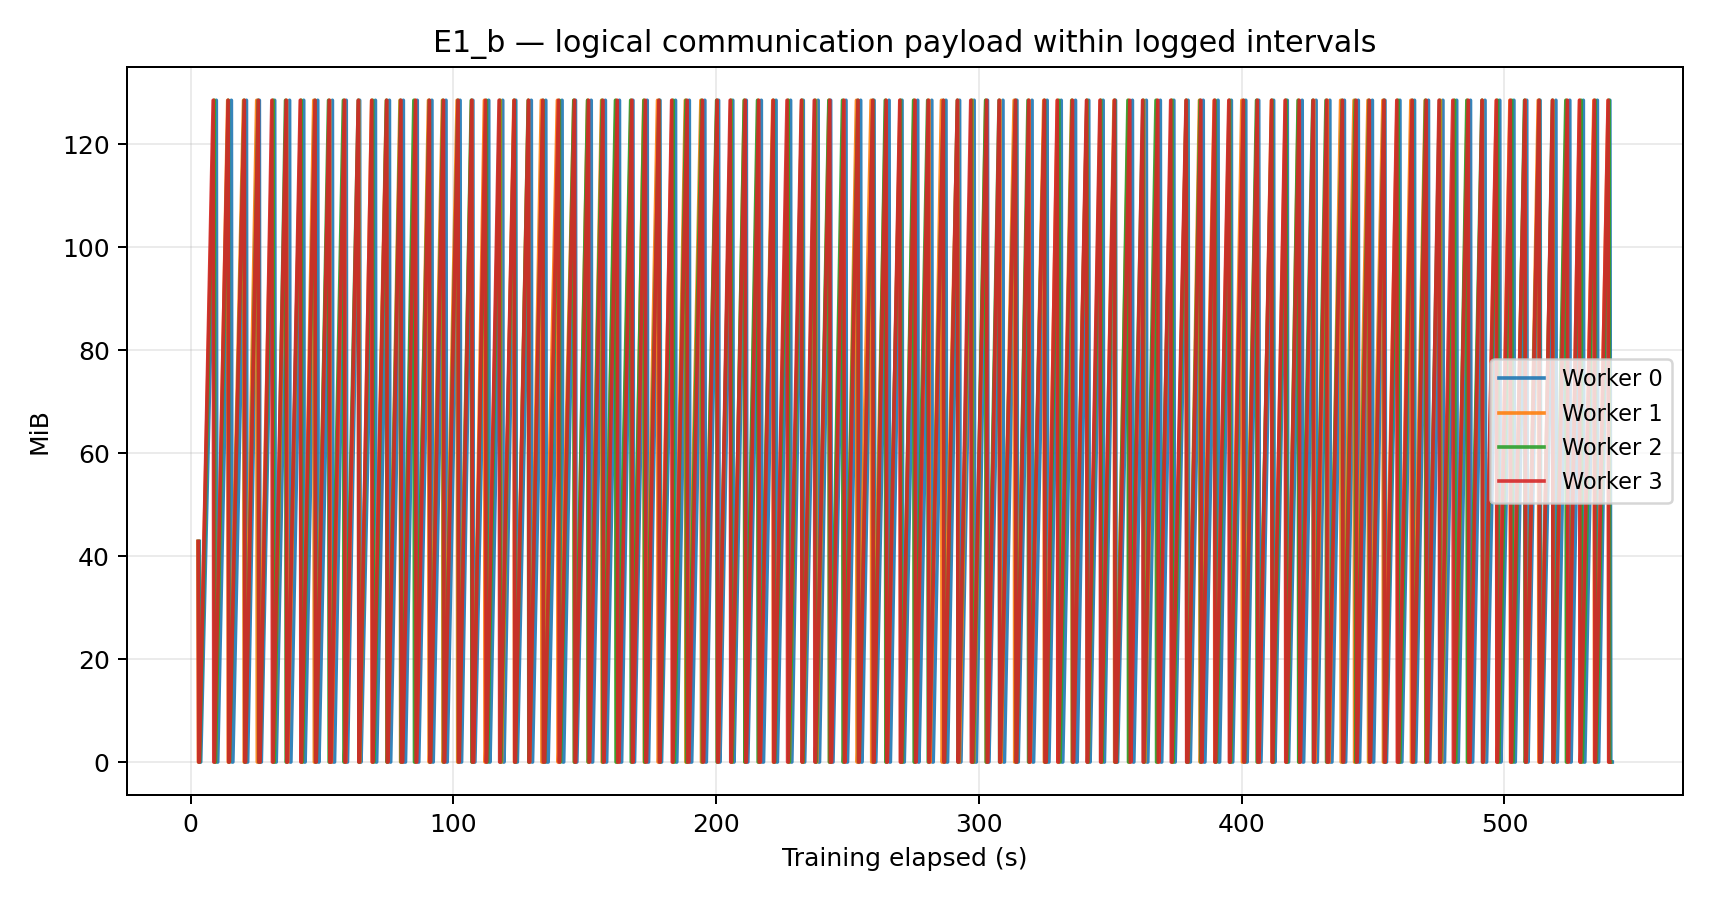 E1_b — logical communication payload within logged intervals
MiB
120
100
80
60
40
20
0
0 100 200 300 400 500
Training elapsed (s)
Worker 0
Worker 1
Worker 2
Worker 3